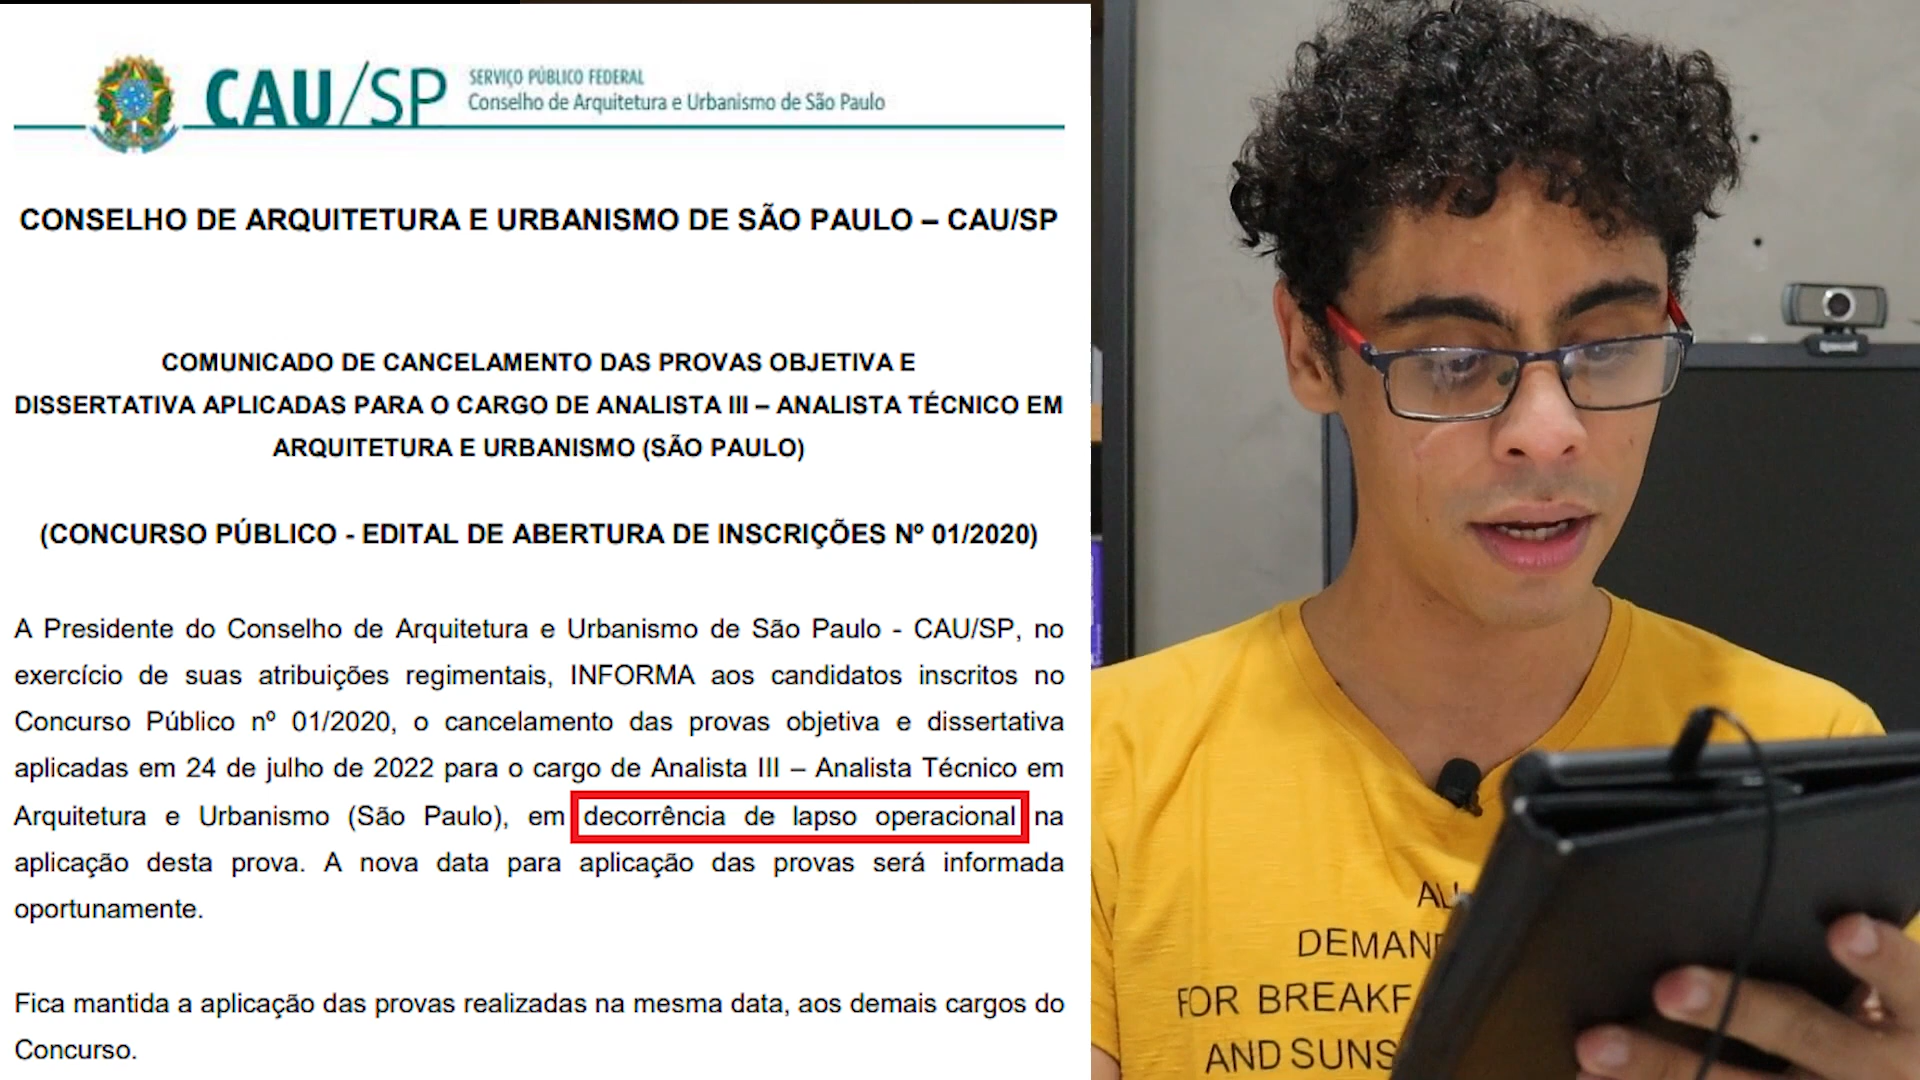 CAU/SP
SERVIÇO PÚBLICO FEDERAL
Conselho de Arquitetura e Urbanismo de São Paulo
CONSELHO DE ARQUITETURA E URBANISMO DE SÃO PAULO – CAU/SP
COMUNICADO DE CANCELAMENTO DAS PROVAS OBJETIVA E
DISSERTATIVA APLICADAS PARA O CARGO DE ANALISTA III – ANALISTA TÉCNICO EM
ARQUITETURA E URBANISMO (SÃO PAULO)
(CONCURSO PÚBLICO - EDITAL DE ABERTURA DE INSCRIÇÕES Nº 01/2020)
A Presidente do Conselho de Arquitetura e Urbanismo de São Paulo - CAU/SP, no
exercício de suas atribuições regimentais, INFORMA aos candidatos inscritos no
Concurso Público nº 01/2020, o cancelamento das provas objetiva e dissertativa
aplicadas em 24 de julho de 2022 para o cargo de Analista III – Analista Técnico em
Arquitetura e Urbanismo (São Paulo), em decorrência de lapso operacional na
aplicação desta prova. A nova data para aplicação das provas será informada
oportunamente.
Fica mantida a aplicação das provas realizadas na mesma data, aos demais cargos do
Concurso.
DEMAN
FOR BREAKF
AND SUNS